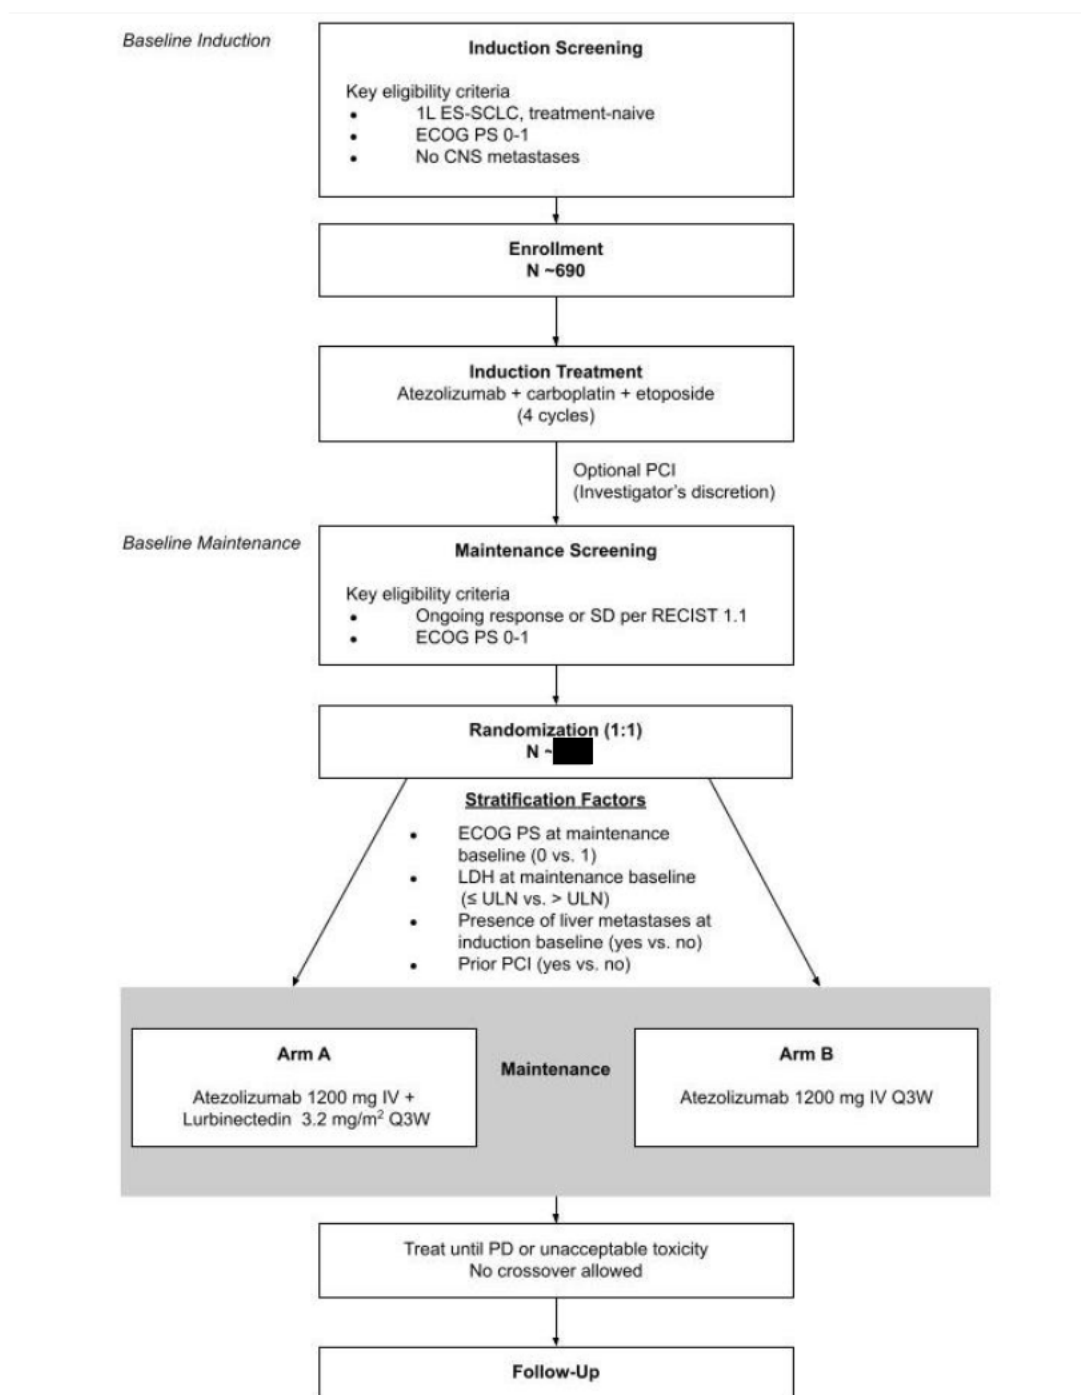 Baseline Induction
Induction Screening
Key eligibility criteria
• 1L ES-SCLC, treatment-naive
• ECOG PS 0-1
• No CNS metastases
Enrollment
N ~690
Induction Treatment
Atezolizumab + carboplatin + etoposide
(4 cycles)
Optional PCI
(Investigator's discretion)
Baseline Maintenance
Maintenance Screening
Key eligibility criteria
• Ongoing response or SD per RECIST 1.1
• ECOG PS 0-1
Randomization (1:1)
N ~
Stratification Factors
• ECOG PS at maintenance
baseline (0 vs. 1)
• LDH at maintenance baseline
(≤ ULN vs. > ULN)
• Presence of liver metastases at
induction baseline (yes vs. no)
• Prior PCI (yes vs. no)
Arm A
Atezolizumab 1200 mg IV +
Lurbinectedin 3.2 mg/m² Q3W
Maintenance
Arm B
Atezolizumab 1200 mg IV Q3W
Treat until PD or unacceptable toxicity
No crossover allowed
Follow-Up